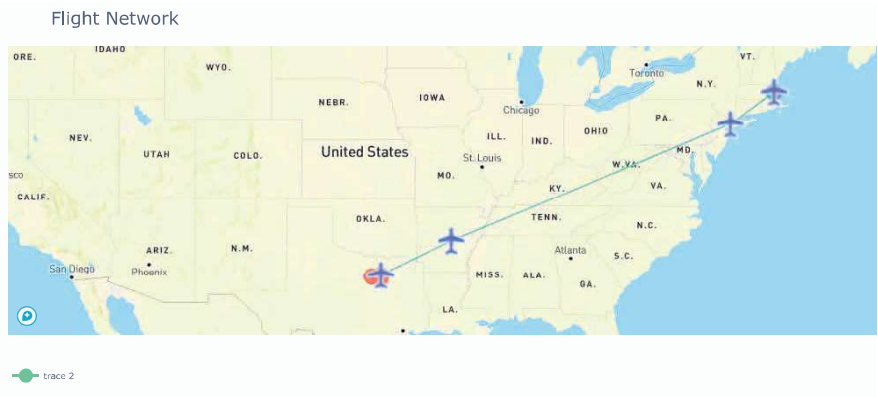 Flight Network
ORE.
IDAHO
WYO.
VT.
Toronto
N.Y.
NEBR.
IOWA
Chicago
PA.
NEV.
UTAH
COLO.
United States
ILL.
IND.
OHIO
MD.
St. Louis
W.VA.
sco
MO.
KY.
VA.
CALIF.
OKLA.
TENN.
N.C.
ARIZ.
N.M.
Atlanta
S.C.
San Diego
Phoenix
MISS.
ALA.
GA.
LA.
trace 2